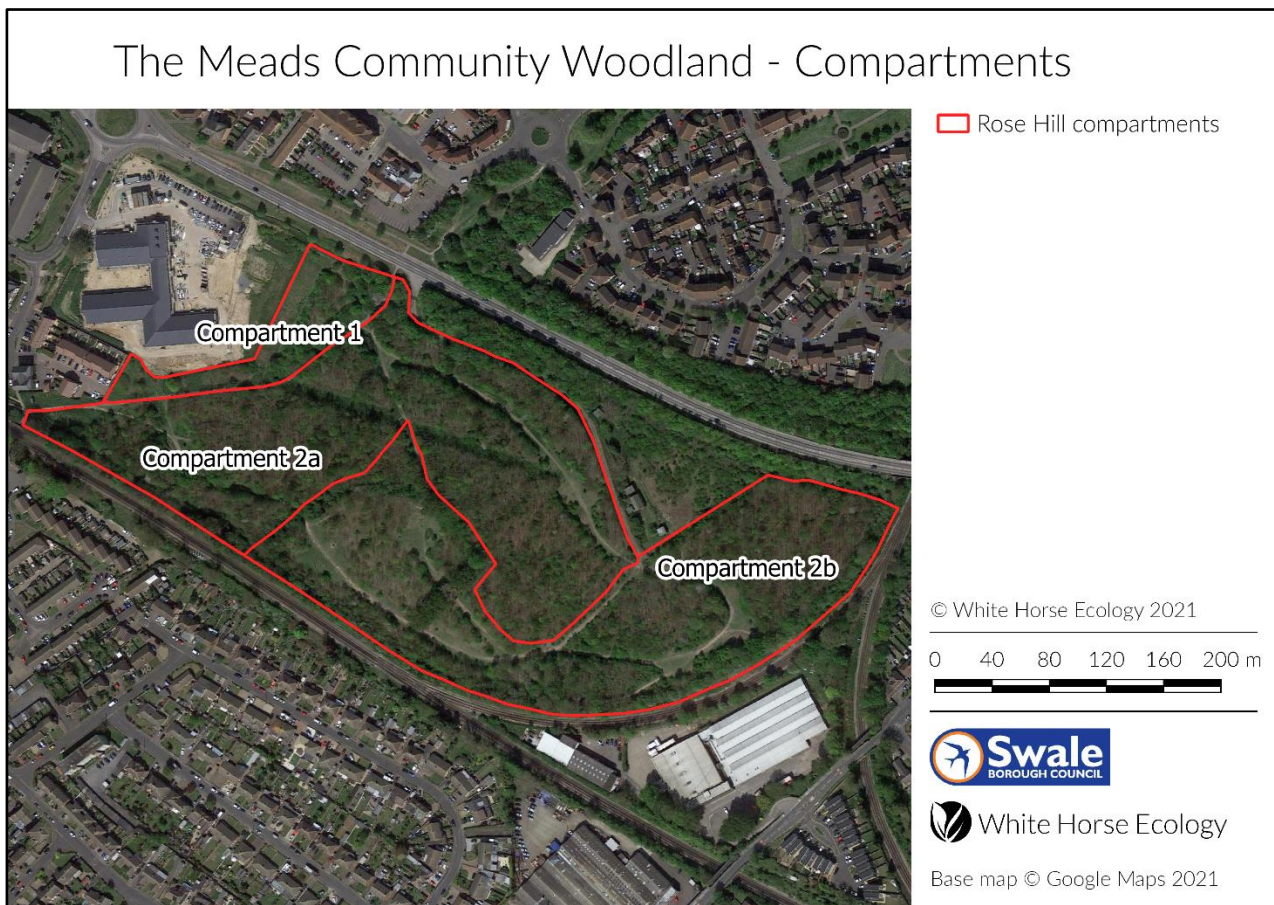 The Meads Community Woodland - Compartments
Rose Hill compartments
Compartment 1
Compartment 2a
Compartment 2b
© White Horse Ecology 2021
0 40 80 120 160 200 m
Swale
BOROUGH COUNCIL
White Horse Ecology
Base map © Google Maps 2021